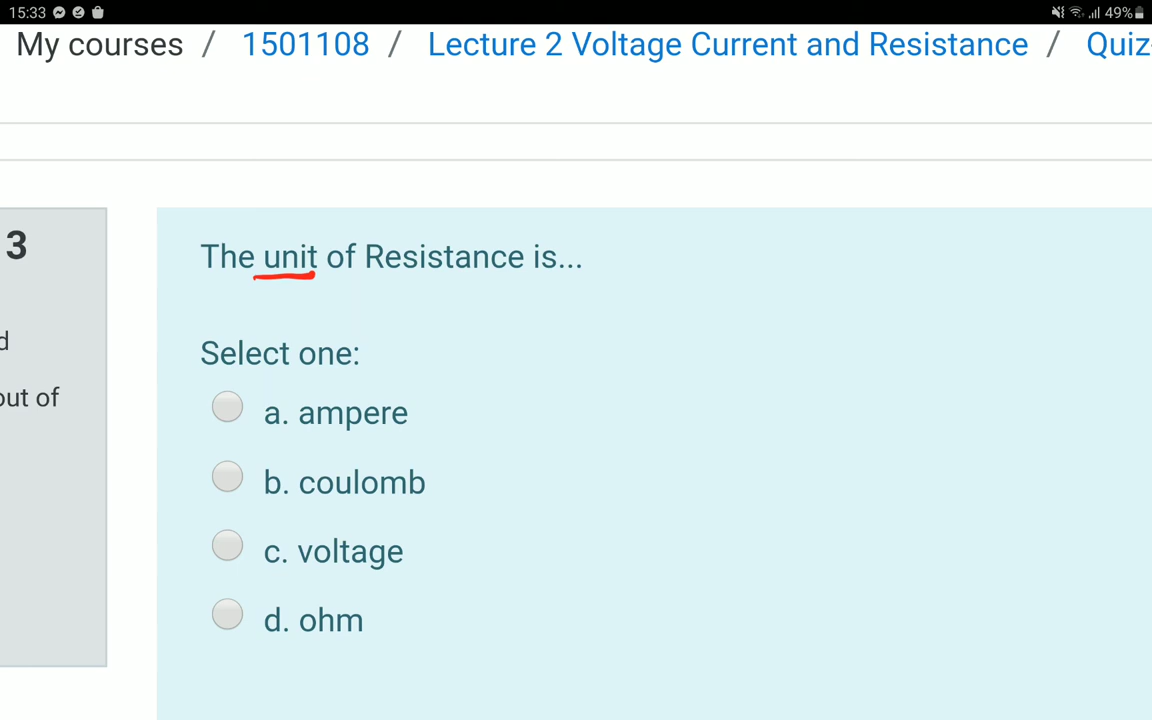 15:33 49%
My courses / 1501108 / Lecture 2 Voltage Current and Resistance / Quiz
3
d
out of
The unit of Resistance is...
Select one:
a. ampere
b. coulomb
c. voltage
d. ohm